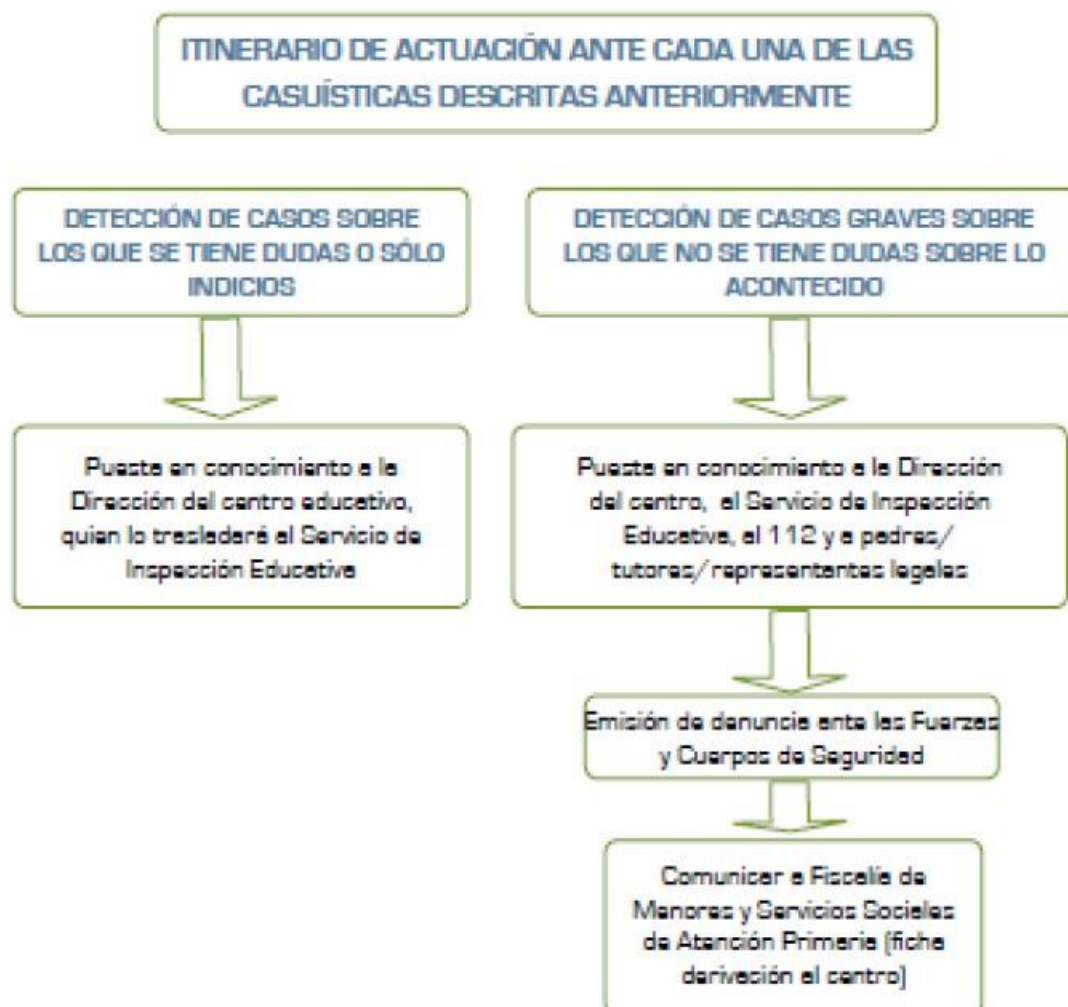 ITINERARIO DE ACTUACIÓN ANTE CADA UNA DE LAS
CASUÍSTICAS DESCRITAS ANTERIORMENTE
DETECCIÓN DE CASOS SOBRE
LOS QUE SE TIENE DUDAS O SÓLO
INDICIOS
DETECCIÓN DE CASOS GRAVES SOBRE
LOS QUE NO SE TIENE DUDAS SOBRE LO
ACONTECIDO
Puesta en conocimiento a la
Dirección del centro educativo,
quien lo trasladará al Servicio de
Inspección Educativa
Puesta en conocimiento a la Dirección
del centro, al Servicio de Inspección
Educativa, al 112 y a padres/
tutores/representantes legales
Emisión de denuncia ante las Fuerzas
y Cuerpos de Seguridad
Comunicar a Fiscalía de
Menores y Servicios Sociales
de Atención Primaria (ficha
derivación al centro)